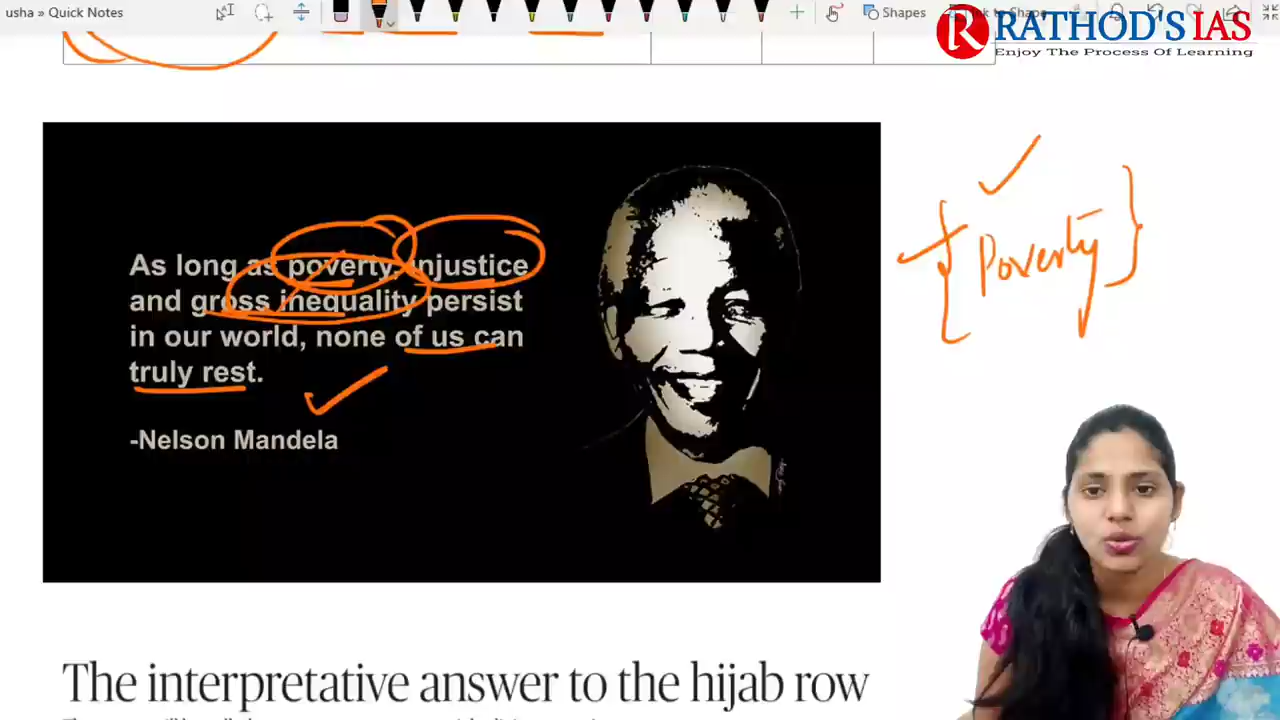 usha » Quick Notes
Shapes
RATHOD'S IAS
Enjoy The Process Of Learning
As long as poverty, injustice
and gross inequality persist
in our world, none of us can
truly rest.
-Nelson Mandela
{Poverty}
The interpretative answer to the hijab row